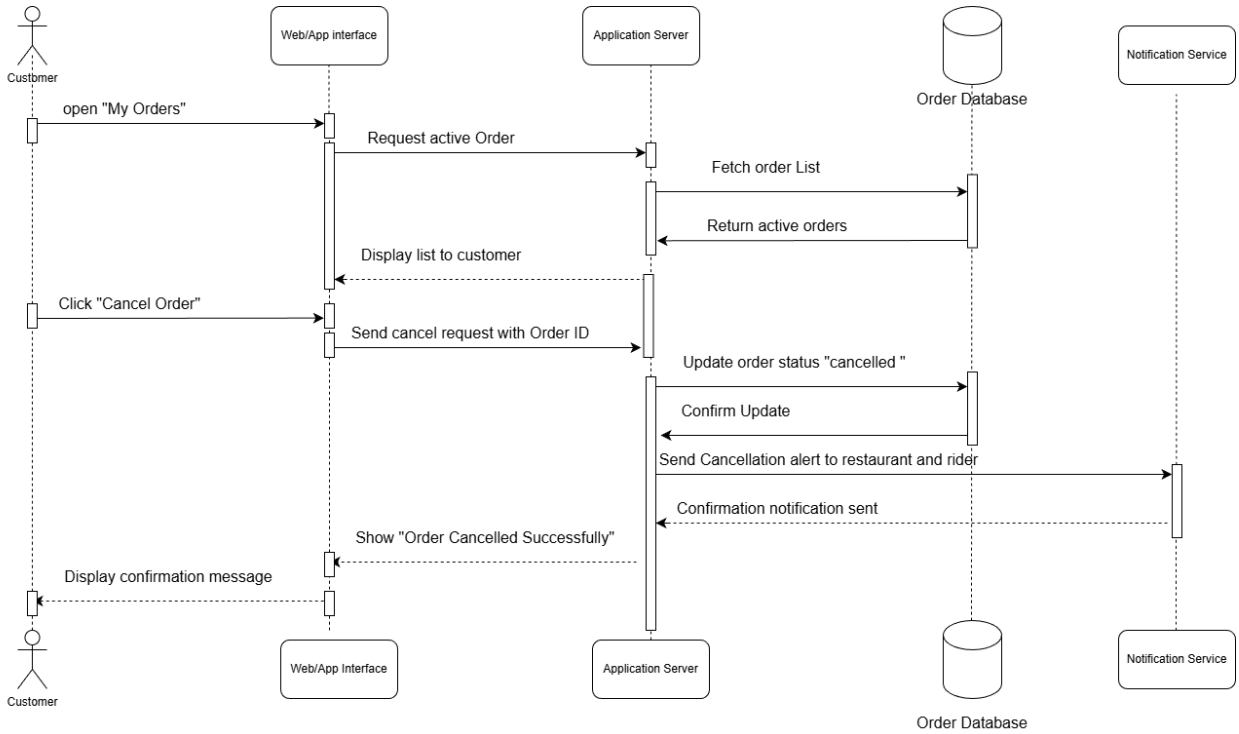 Customer
Web/App interface
Application Server
Order Database
Notification Service
open "My Orders"
Request active Order
Fetch order List
Return active orders
Display list to customer
Click "Cancel Order"
Send cancel request with Order ID
Update order status "cancelled "
Confirm Update
Send Cancellation alert to restaurant and rider
Confirmation notification sent
Show "Order Cancelled Successfully"
Display confirmation message
Customer
Web/App Interface
Application Server
Order Database
Notification Service